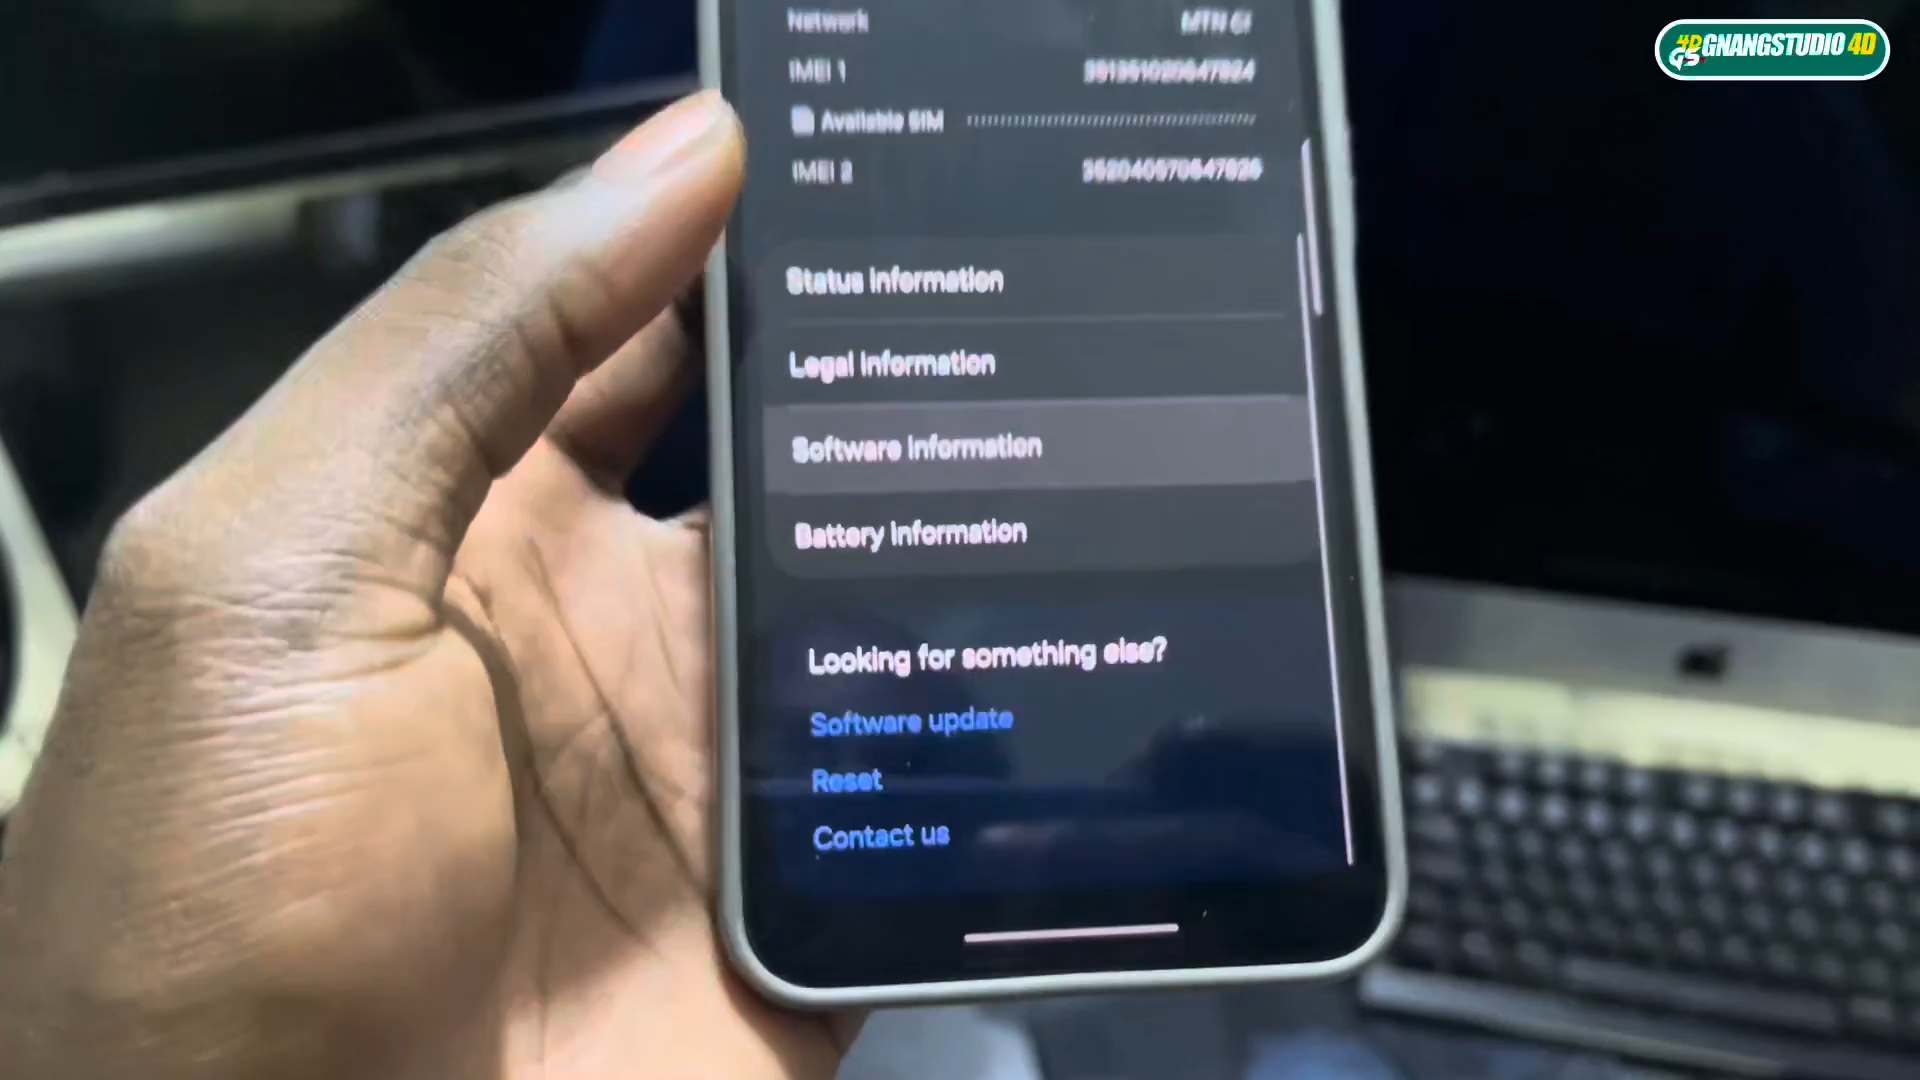 GNANGSTUDIO 4D
Network
IMEI 1
Available SIM
IMEI 2
Status information
Legal information
Software information
Battery information
Looking for something else?
Software update
Reset
Contact us